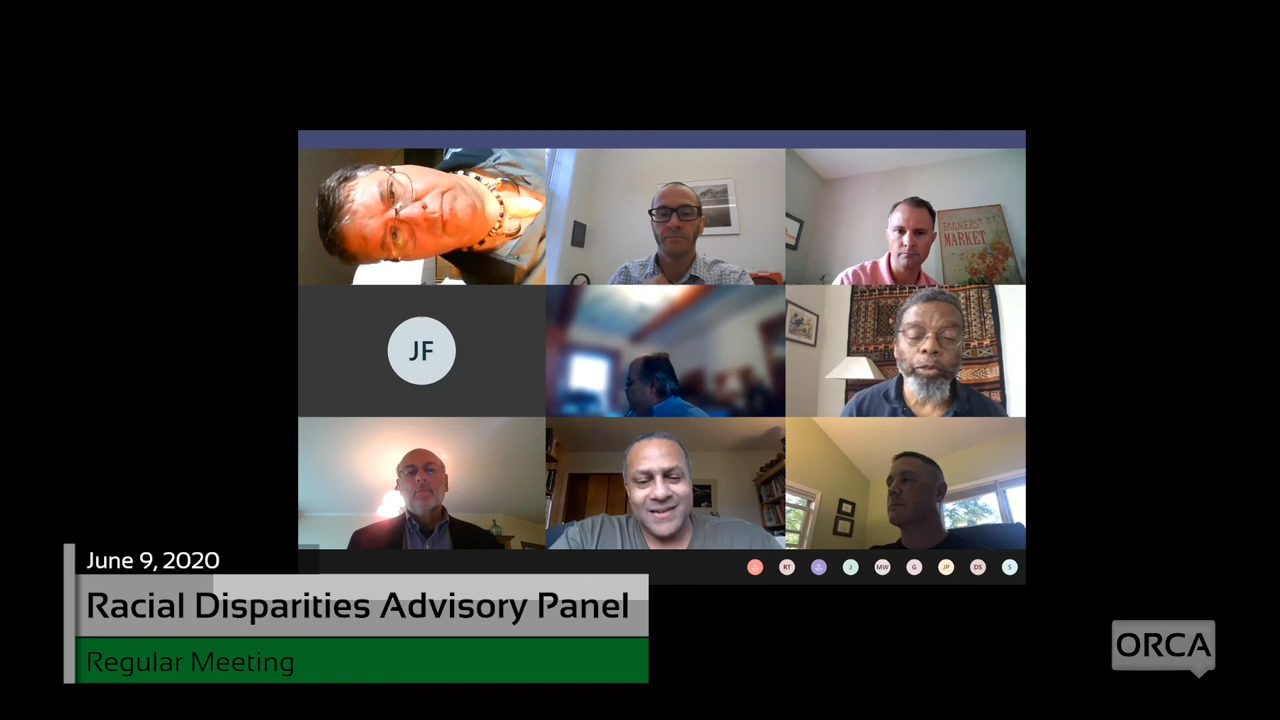 FARMERS'
MARKET
JF
RT
J
MW
G
JP
DS
S
June 9, 2020
Racial Disparities Advisory Panel
Regular Meeting
ORCA